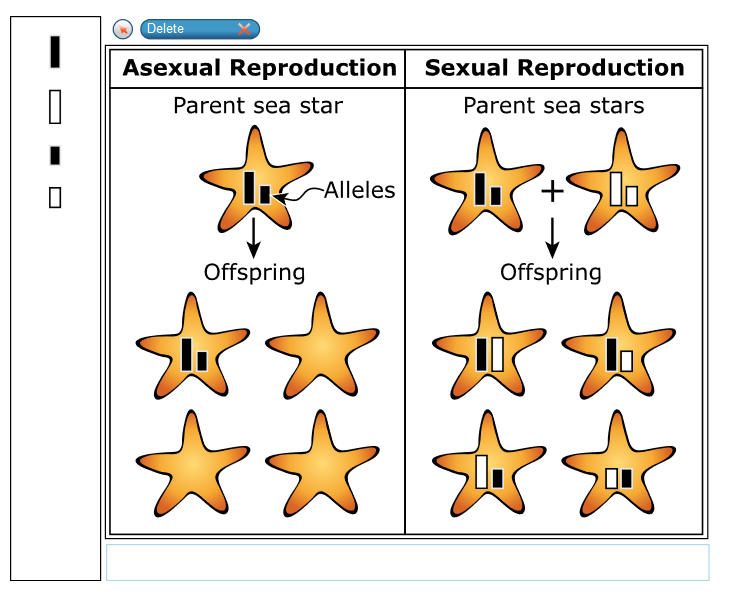 Delete
Asexual Reproduction
Sexual Reproduction
Parent sea star
Parent sea stars
Alleles
+
Offspring
Offspring